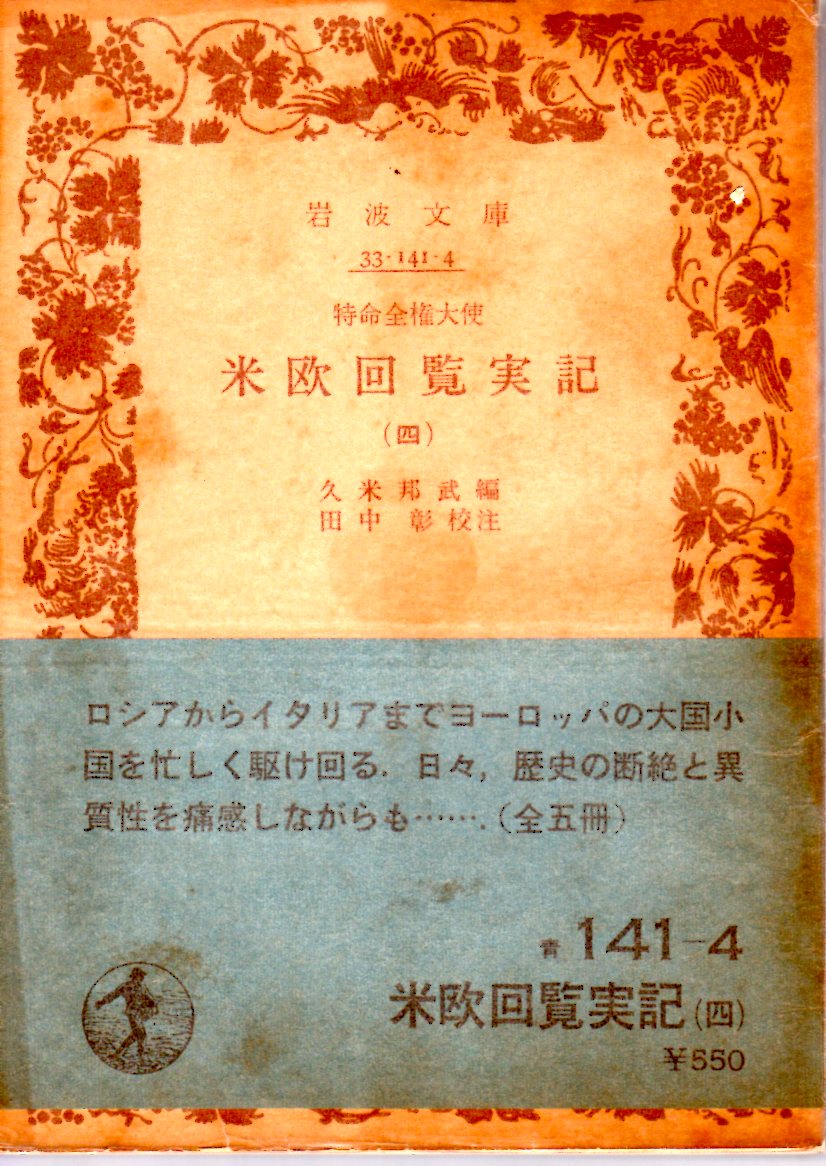 岩波文庫
33-141-4
特命全権大使
米欧回覧実記
(四)
久米邦武編
田中彰校注
ロシアからイタリアまでヨーロッパの大国小
国を忙しく駆け回る．日々，歴史の断絶と異
質性を痛感しながらも…….（全五冊）
青 141-4
米欧回覧実記(四)
¥550